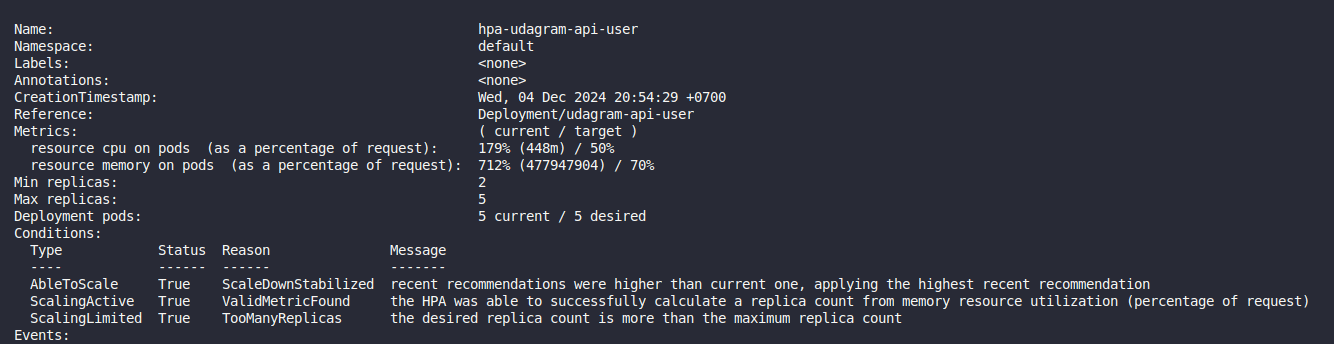 Name:                                                     hpa-udagram-api-user
Namespace:                                                default
Labels:                                                   <none>
Annotations:                                              <none>
CreationTimestamp:                                        Wed, 04 Dec 2024 20:54:29 +0700
Reference:                                                Deployment/udagram-api-user
Metrics:                                                  ( current / target )
  resource cpu on pods  (as a percentage of request):     179% (448m) / 50%
  resource memory on pods  (as a percentage of request):  712% (477947904) / 70%
Min replicas:                                             2
Max replicas:                                             5
Deployment pods:                                          5 current / 5 desired
Conditions:
  Type            Status  Reason               Message
  ----            ------  ------               -------
  AbleToScale     True    ScaleDownStabilized  recent recommendations were higher than current one, applying the highest recent recommendation
  ScalingActive   True    ValidMetricFound     the HPA was able to successfully calculate a replica count from memory resource utilization (percentage of request)
  ScalingLimited  True    TooManyReplicas      the desired replica count is more than the maximum replica count
Events: